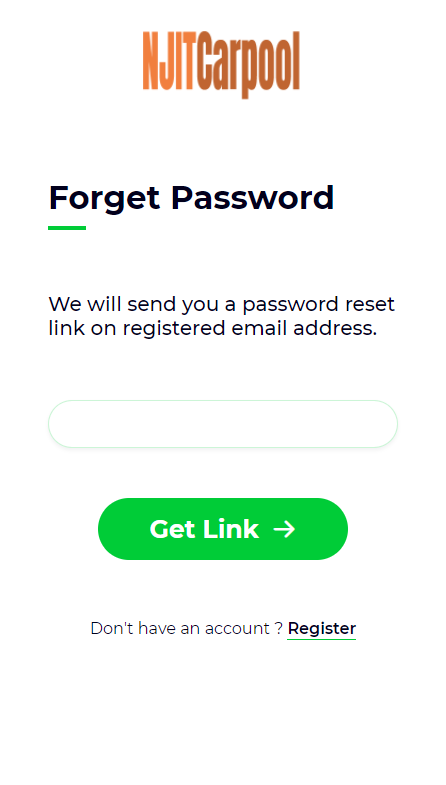 NJITCarpool
Forget Password
We will send you a password reset
link on registered email address.
Get Link →
Don't have an account ? Register